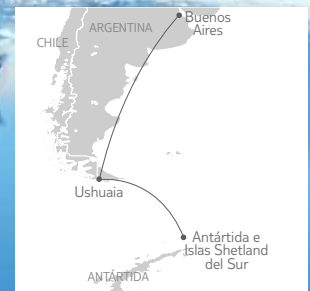 Buenos
Aires
ARGENTINA
CHILE
Ushuaia
Antártida e
Islas Shetland
del Sur
ANTÁRTIDA